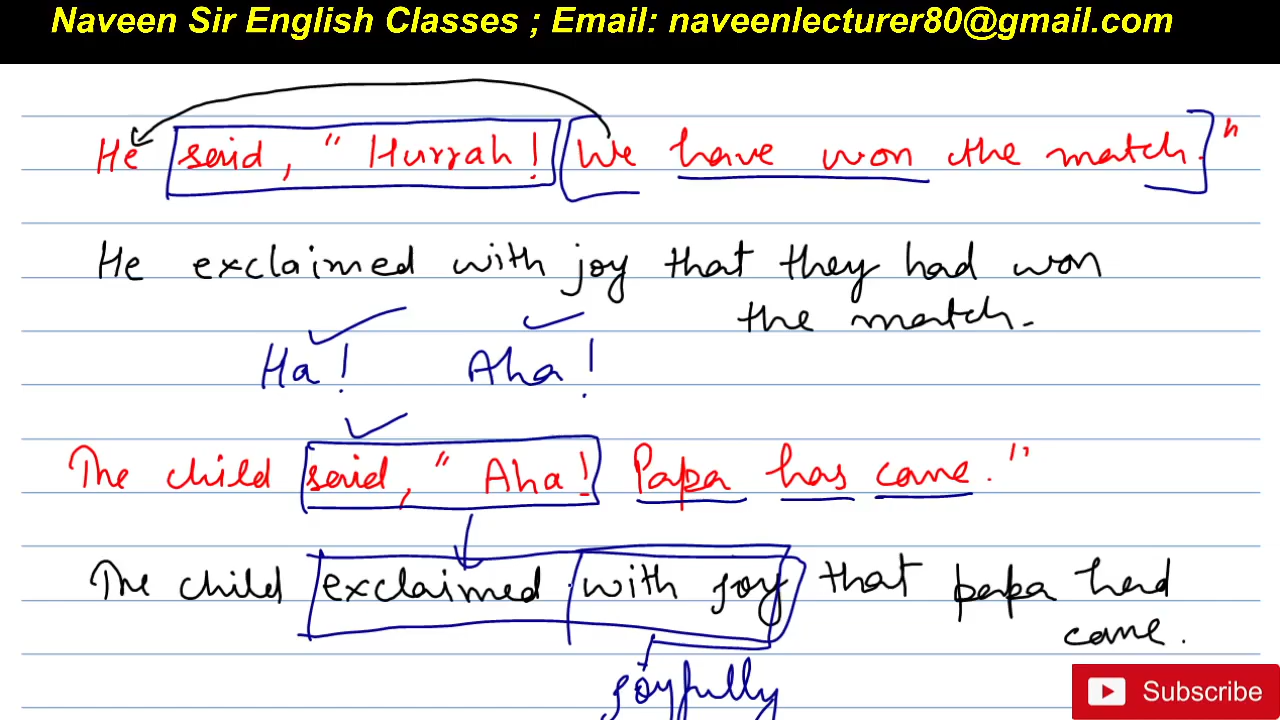 Naveen Sir English Classes ; Email: naveenlecturer80@gmail.com
He said, "Hurrah! We have won the match."
He exclaimed with joy that they had won
the match.
Ha! Aha!
The child said, "Aha! Papa has came."
The child exclaimed with joy that papa had
came.
Joyfully
Subscribe